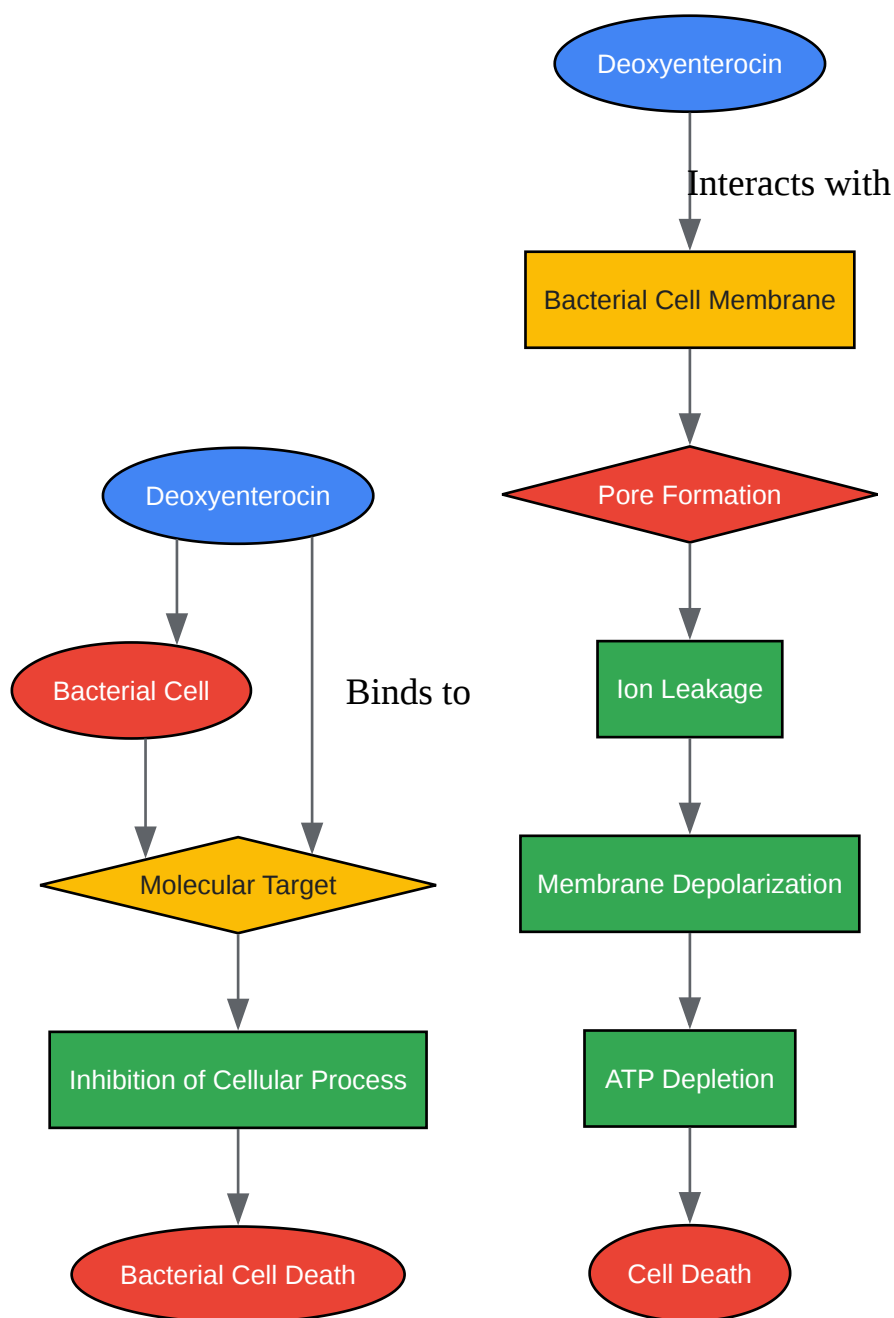 Deoxyenterocin
Interacts with
Bacterial Cell Membrane
Pore Formation
Deoxyenterocin
Bacterial Cell
Binds to
Ion Leakage
Molecular Target
Membrane Depolarization
Inhibition of Cellular Process
ATP Depletion
Bacterial Cell Death
Cell Death